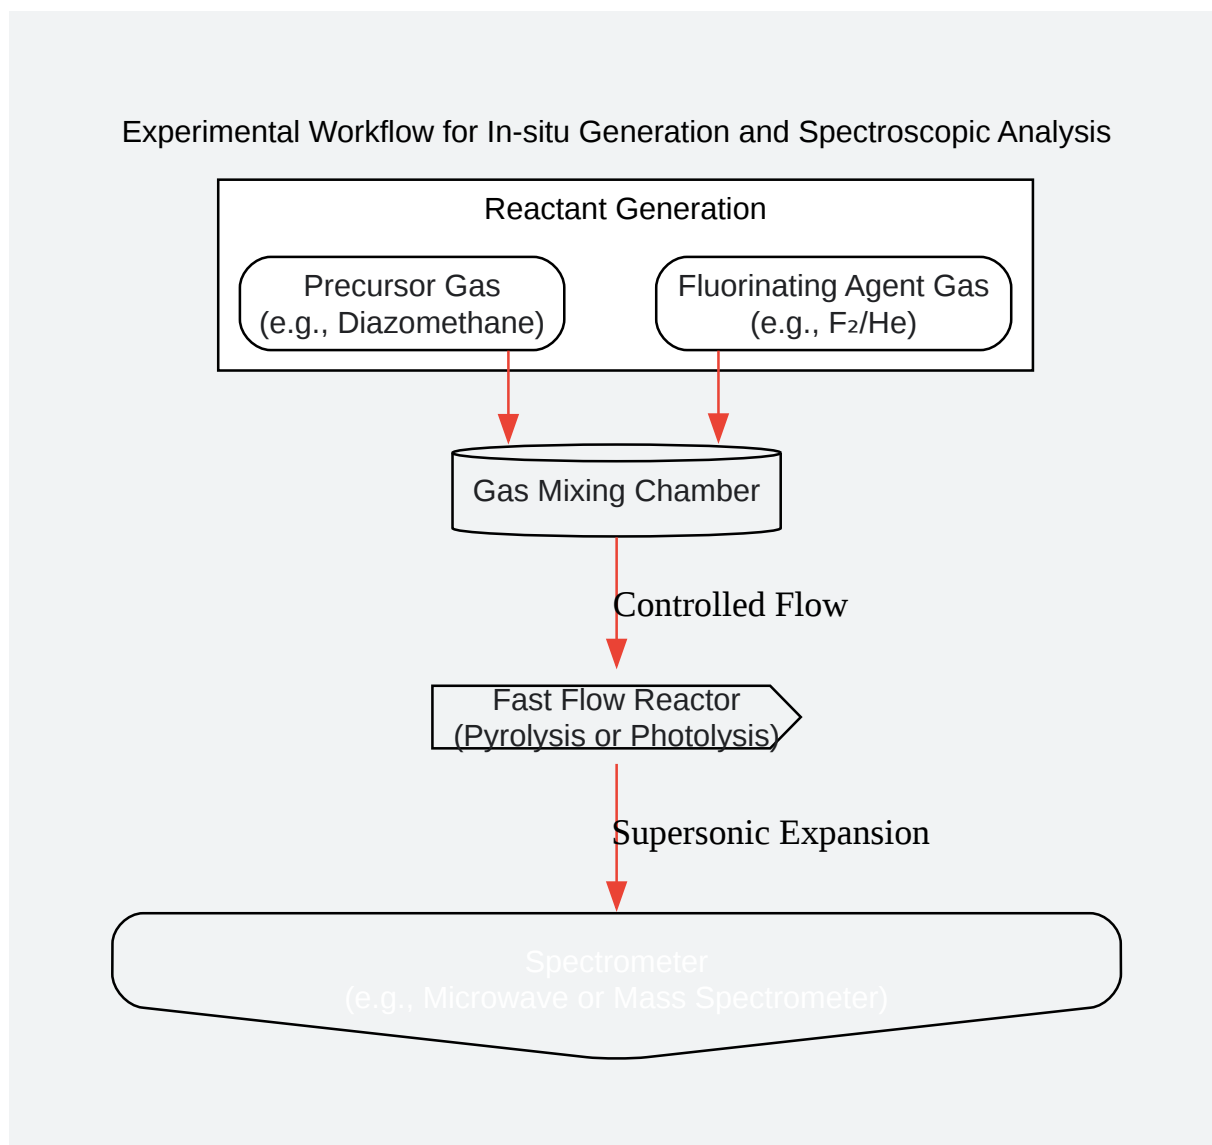 Experimental Workflow for In-situ Generation and Spectroscopic Analysis
Reactant Generation
Precursor Gas
(e.g., Diazomethane)
Fluorinating Agent Gas
(e.g., F₂/He)
Gas Mixing Chamber
Controlled Flow
Fast Flow Reactor
(Pyrolysis or Photolysis)
Supersonic Expansion
Spectrometer
(e.g., Microwave or Mass Spectrometer)